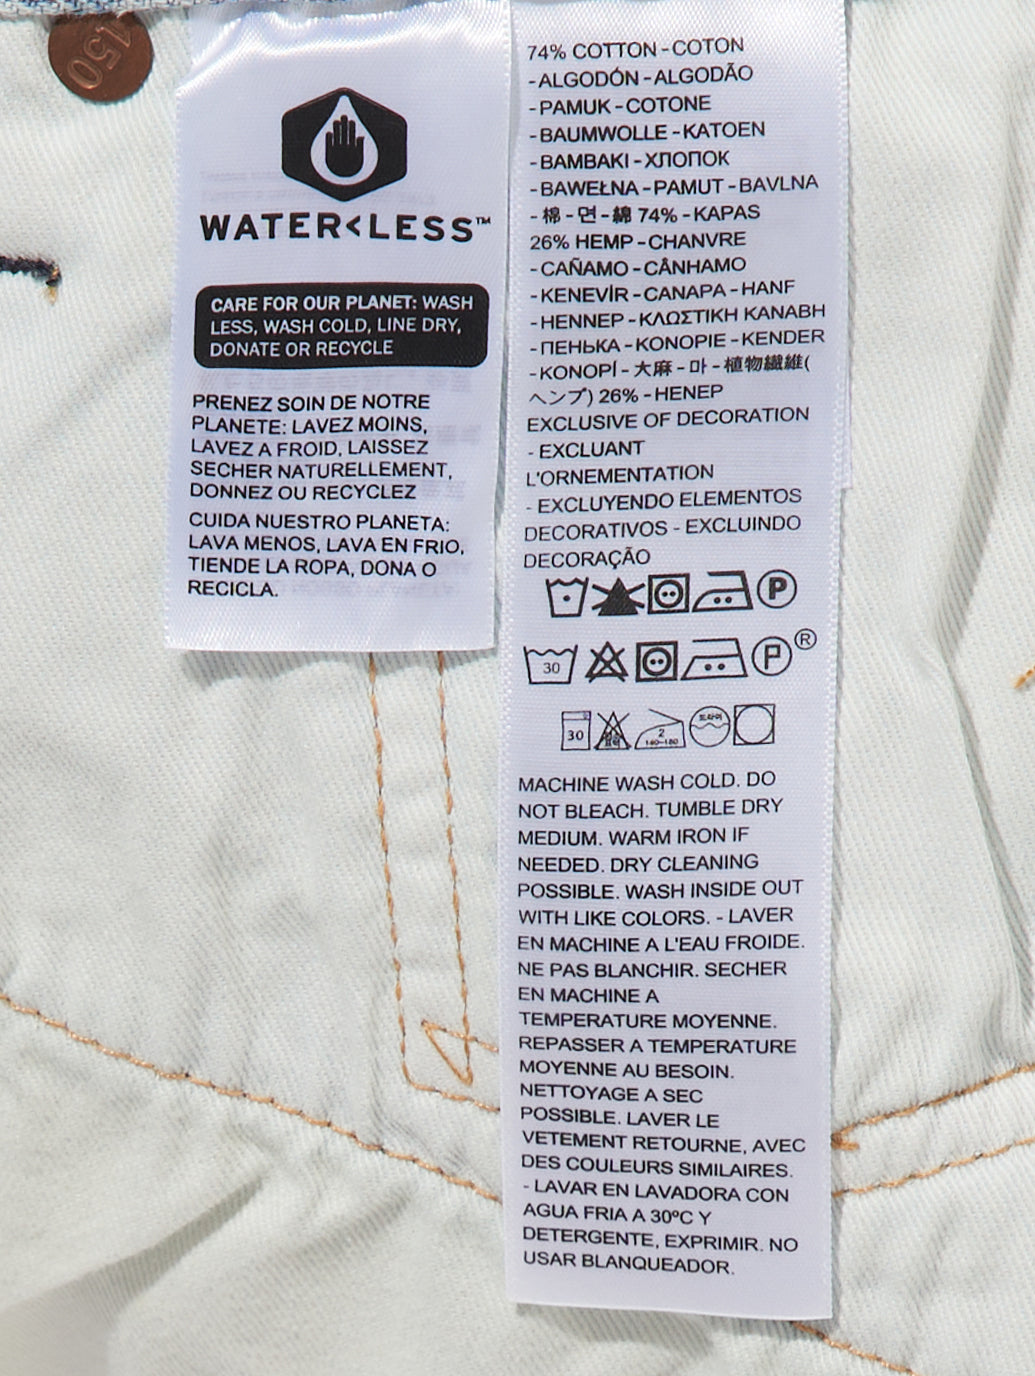 150
WATER<LESS™
CARE FOR OUR PLANET: WASH
LESS, WASH COLD, LINE DRY,
DONATE OR RECYCLE
PRENEZ SOIN DE NOTRE
PLANETE: LAVEZ MOINS,
LAVEZ A FROID, LAISSEZ
SECHER NATURELLEMENT,
DONNEZ OU RECYCLEZ
CUIDA NUESTRO PLANETA:
LAVA MENOS, LAVA EN FRIO,
TIENDE LA ROPA, DONA O
RECICLA.
74% COTTON - COTON
- ALGODÓN - ALGODÃO
- PAMUK - COTONE
- BAUMWOLLE - KATOEN
- BAMBAKI - ХЛОПОК
- BAWEŁNA - PAMUT - BAVLNA
- 棉 - 면 - 綿 74% - KAPAS
26% HEMP - CHANVRE
- CAÑAMO - CÂNHAMO
- KENEVİR - CANAPA - HANF
- HENNEP - ΚΛΩΣΤΙΚΗ ΚΑΝΑΒΗ
- ПЕНЬКА - KONOPIE - KENDER
- KONOPÍ - 大麻 - 마 - 植物繊維(
ヘンプ) 26% - HENEP
EXCLUSIVE OF DECORATION
- EXCLUANT
L'ORNEMENTATION
- EXCLUYENDO ELEMENTOS
DECORATIVOS - EXCLUINDO
DECORAÇÃO
P
30 P ®
30 2 140~160 드라이
MACHINE WASH COLD. DO
NOT BLEACH. TUMBLE DRY
MEDIUM. WARM IRON IF
NEEDED. DRY CLEANING
POSSIBLE. WASH INSIDE OUT
WITH LIKE COLORS. - LAVER
EN MACHINE A L'EAU FROIDE.
NE PAS BLANCHIR. SECHER
EN MACHINE A
TEMPERATURE MOYENNE.
REPASSER A TEMPERATURE
MOYENNE AU BESOIN.
NETTOYAGE A SEC
POSSIBLE. LAVER LE
VETEMENT RETOURNE, AVEC
DES COULEURS SIMILAIRES.
- LAVAR EN LAVADORA CON
AGUA FRIA A 30ºC Y
DETERGENTE, EXPRIMIR. NO
USAR BLANQUEADOR.